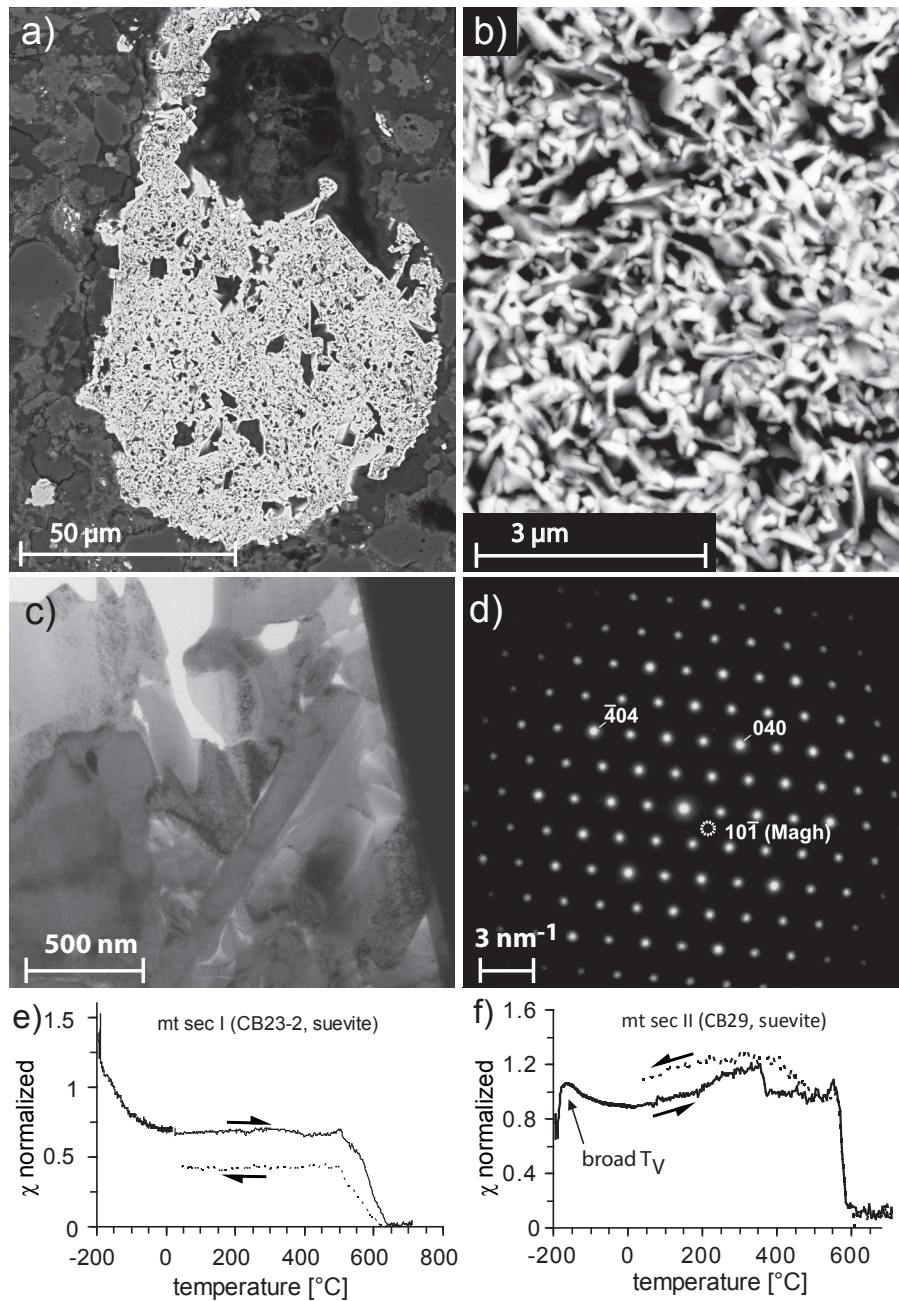 a)
50 µm
b)
3 µm
c)
500 nm
d)
4̅04
040
101̅ (Magh)
3 nm⁻¹
e)
mt sec I (CB23-2, suevite)
χ normalized
1.5
1
0.5
0
-200 0 200 400 600 800
temperature [°C]
f)
mt sec II (CB29, suevite)
χ normalized
1.6
1.2
0.8
0.4
0
broad TV
-200 0 200 400 600
temperature [°C]